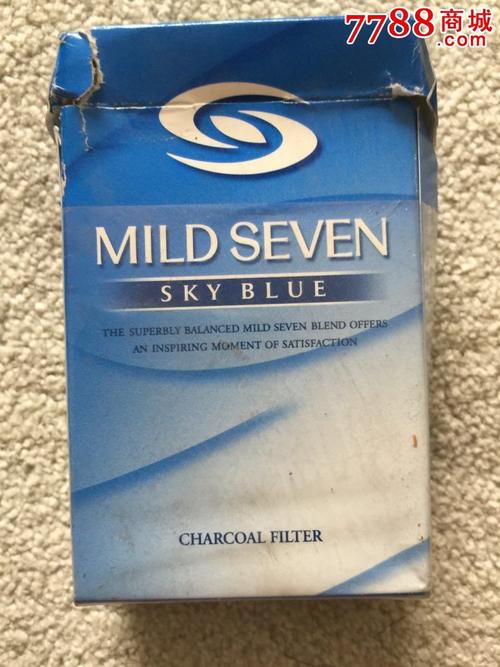 7788商城
.com
MILD SEVEN
SKY BLUE
THE SUPERBLY BALANCED MILD SEVEN BLEND OFFERS
AN INSPIRING MOMENT OF SATISFACTION
CHARCOAL FILTER